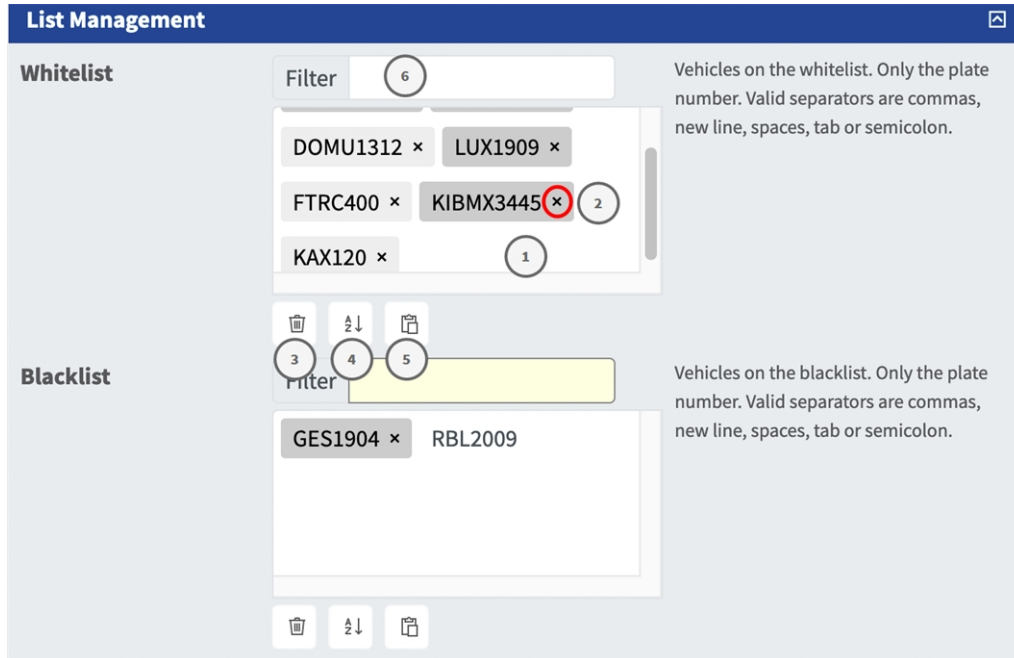 List Management
Whitelist
Filter
6
Vehicles on the whitelist. Only the plate
number. Valid separators are commas,
new line, spaces, tab or semicolon.
DOMU1312 × LUX1909 ×
FTRC400 × KIBMX3445 × 2
KAX120 × 1
3 4 5
Blacklist
Filter
Vehicles on the blacklist. Only the plate
number. Valid separators are commas,
new line, spaces, tab or semicolon.
GES1904 × RBL2009